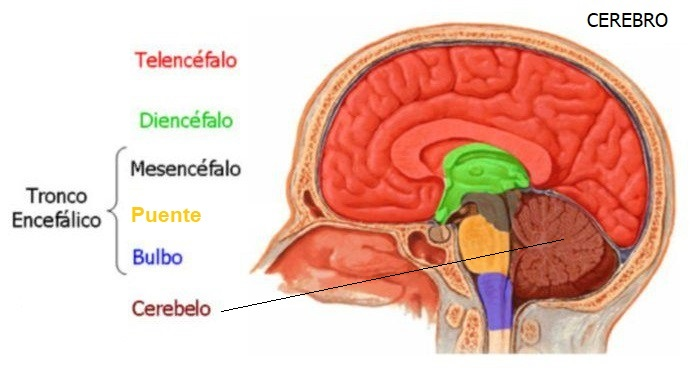 CEREBRO
Telencéfalo
Diencéfalo
Mesencéfalo
Tronco
Encefálico
Puente
Bulbo
Cerebelo